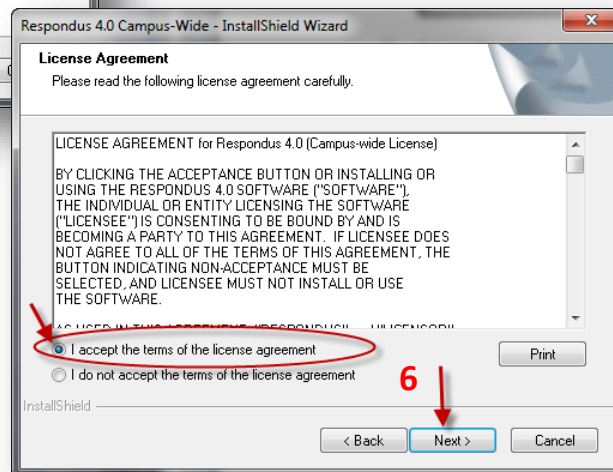 Respondus 4.0 Campus-Wide - InstallShield Wizard
License Agreement
Please read the following license agreement carefully.
LICENSE AGREEMENT for Respondus 4.0 (Campus-wide License)
BY CLICKING THE ACCEPTANCE BUTTON OR INSTALLING OR
USING THE RESPONDUS 4.0 SOFTWARE ("SOFTWARE"),
THE INDIVIDUAL OR ENTITY LICENSING THE SOFTWARE
("LICENSEE") IS CONSENTING TO BE BOUND BY AND IS
BECOMING A PARTY TO THIS AGREEMENT. IF LICENSEE DOES
NOT AGREE TO ALL OF THE TERMS OF THIS AGREEMENT, THE
BUTTON INDICATING NON-ACCEPTANCE MUST BE
SELECTED, AND LICENSEE MUST NOT INSTALL OR USE
THE SOFTWARE.
AS USED IN THIS AGREEMENT
I accept the terms of the license agreement
Print
I do not accept the terms of the license agreement
6
InstallShield
< Back
Next >
Cancel